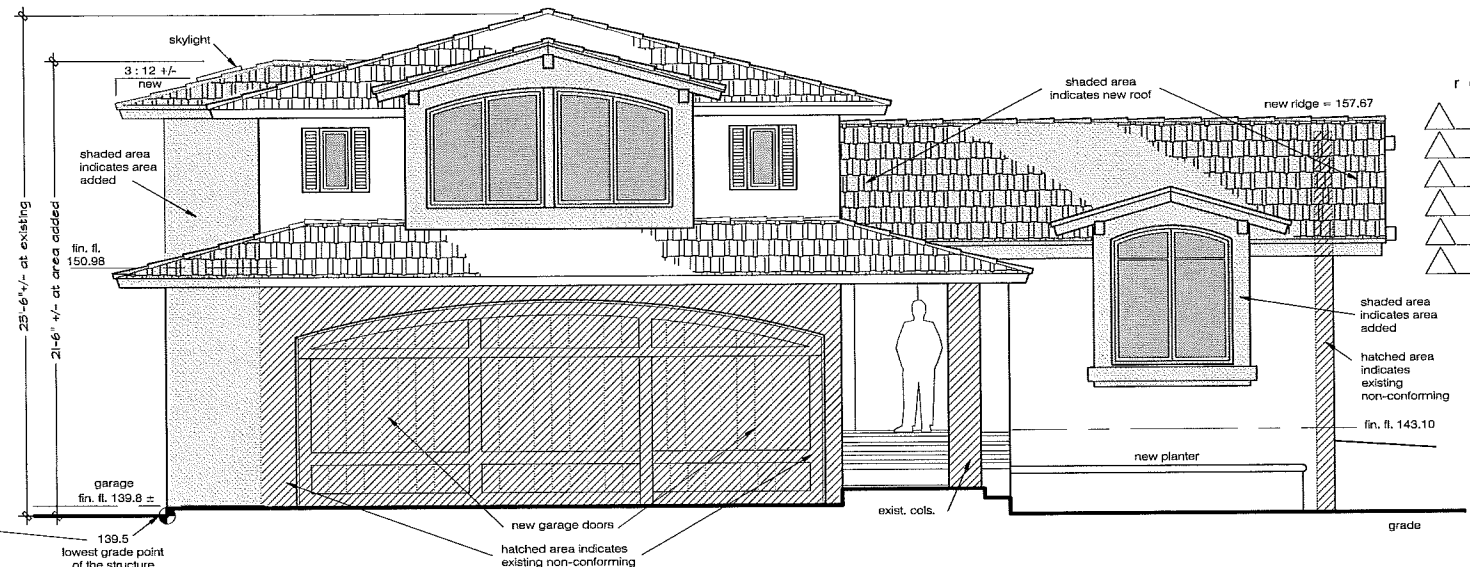 skylight
3 : 12 +/-
new
shaded area
indicates new roof
new ridge = 157.67
shaded area
indicates area
added
25'-6"+/- at existing
21-6" +/- at area added
fin. fl.
150.98
shaded area
indicates area
added
hatched area
indicates
existing
non-conforming
fin. fl. 143.10
new planter
garage
fin. fl. 139.8 ±
139.5
lowest grade point
of the structure
new garage doors
hatched area indicates
existing non-conforming
exist. cols.
grade